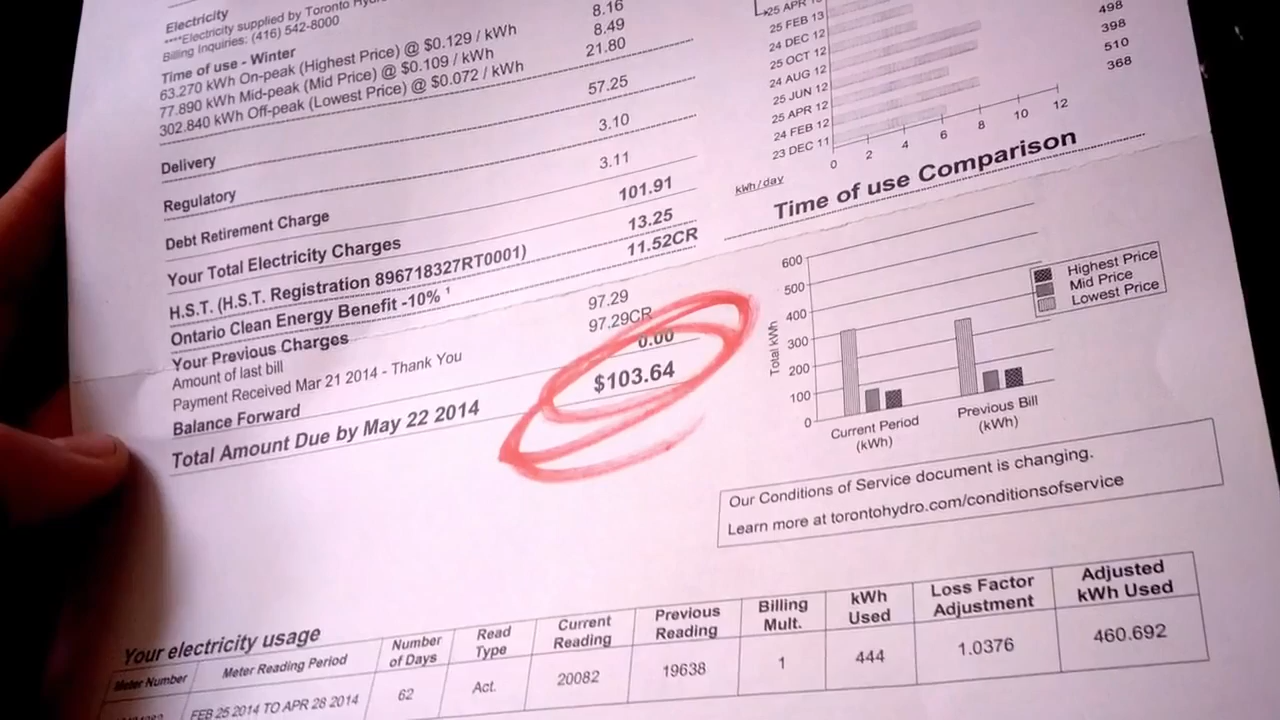 Electricity
****Electricity supplied by Toronto Hydro
Billing Inquiries: (416) 542-8000
Time of use - Winter
63.270 kWh On-peak (Highest Price) @ $0.129 / kWh 8.16
77.890 kWh Mid-peak (Mid Price) @ $0.109 / kWh 8.49
302.840 kWh Off-peak (Lowest Price) @ $0.072 / kWh 21.80
Delivery 57.25
Regulatory 3.10
Debt Retirement Charge 3.11
Your Total Electricity Charges 101.91
H.S.T. (H.S.T. Registration 896718327RT0001) 13.25
Ontario Clean Energy Benefit -10% 1 11.52CR
Your Previous Charges
Amount of last bill 97.29
Payment Received Mar 21 2014 - Thank You 97.29CR
Balance Forward 0.00
Total Amount Due by May 22 2014 $103.64
25 APR 13
25 FEB 13
24 DEC 12
25 OCT 12
24 AUG 12
25 JUN 12
25 APR 12
24 FEB 12
23 DEC 11
498
398
510
368
0 2 4 6 8 10 12
kWh/day
Time of use Comparison
600
500
400
300
200
100
0
Total kWh
Highest Price
Mid Price
Lowest Price
Current Period
(kWh)
Previous Bill
(kWh)
Our Conditions of Service document is changing.
Learn more at torontohydro.com/conditionsofservice
Your electricity usage
Meter Number Meter Reading Period Number of Days Read Type Current Reading Previous Reading Billing Mult. kWh Used Loss Factor Adjustment Adjusted kWh Used
FEB 25 2014 TO APR 28 2014 62 Act. 20082 19638 1 444 1.0376 460.692